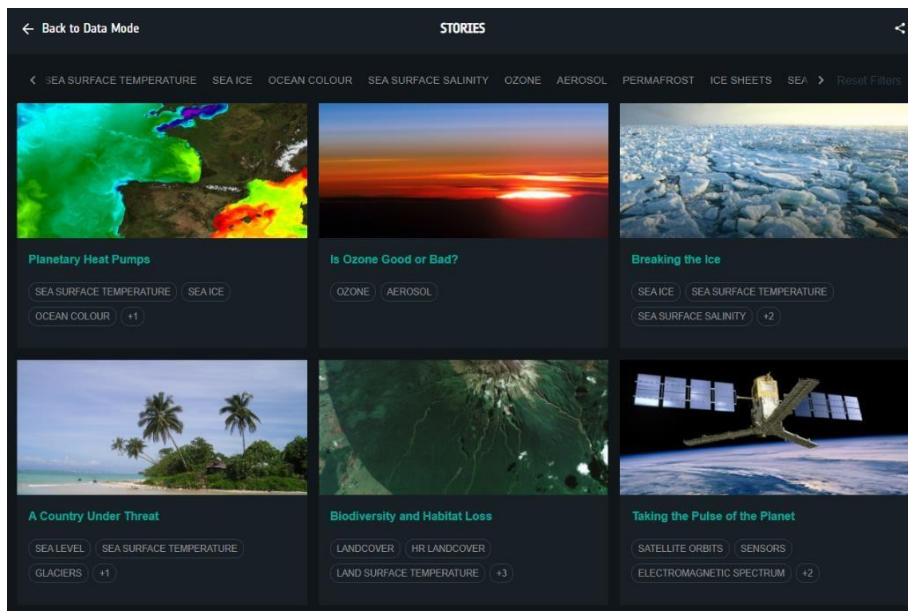 ← Back to Data Mode
STORIES
< SEA SURFACE TEMPERATURE SEA ICE OCEAN COLOUR SEA SURFACE SALINITY OZONE AEROSOL PERMAFROST ICE SHEETS SEA > Reset Filters
Planetary Heat Pumps
SEA SURFACE TEMPERATURE SEA ICE
OCEAN COLOUR +1
Is Ozone Good or Bad?
OZONE AEROSOL
Breaking the Ice
SEA ICE SEA SURFACE TEMPERATURE
SEA SURFACE SALINITY +2
A Country Under Threat
SEA LEVEL SEA SURFACE TEMPERATURE
GLACIERS +1
Biodiversity and Habitat Loss
LANDCOVER HR LANDCOVER
LAND SURFACE TEMPERATURE +3
Taking the Pulse of the Planet
SATELLITE ORBITS SENSORS
ELECTROMAGNETIC SPECTRUM +2